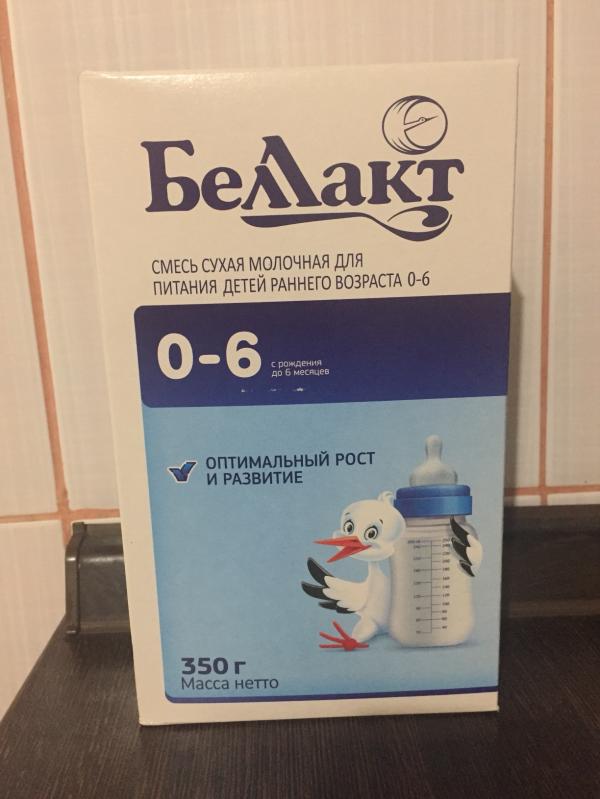 Беллакт
СМЕСЬ СУХАЯ МОЛОЧНАЯ ДЛЯ
ПИТАНИЯ ДЕТЕЙ РАННЕГО ВОЗРАСТА 0-6
0-6
с рождения
до 6 месяцев
ОПТИМАЛЬНЫЙ РОСТ
И РАЗВИТИЕ
350 г
Масса нетто